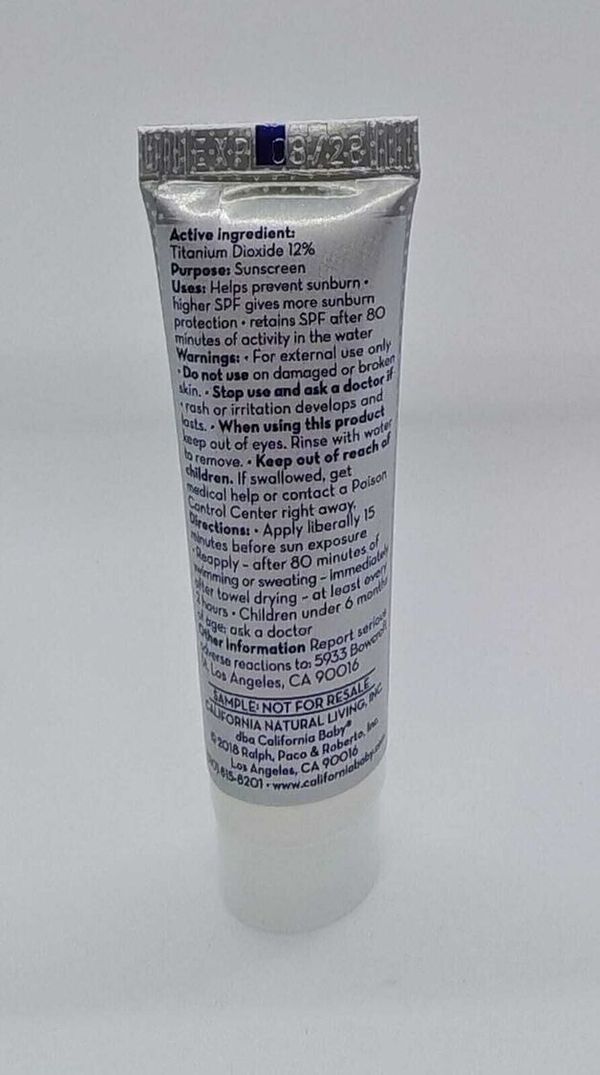 EXP 08/26
Active ingredient:
Titanium Dioxide 12%
Purpose: Sunscreen
Uses: Helps prevent sunburn •
higher SPF gives more sunburn
protection • retains SPF after 80
minutes of activity in the water
Warnings: • For external use only
• Do not use on damaged or broken
skin. • Stop use and ask a doctor if
• rash or irritation develops and
lasts. • When using this product
keep out of eyes. Rinse with water
to remove. • Keep out of reach of
children. If swallowed, get
medical help or contact a Poison
Control Center right away.
Directions: • Apply liberally 15
minutes before sun exposure
• Reapply - after 80 minutes of
swimming or sweating - Immediately
after towel drying - at least every
2 hours • Children under 6 months
of age: ask a doctor
Other Information Report serious
adverse reactions to: 5933 Bowcroft
St, Los Angeles, CA 90016
SAMPLE: NOT FOR RESALE
CALIFORNIA NATURAL LIVING, INC
dba California Baby®
©2018 Ralph, Paco & Roberto, Inc
Los Angeles, CA 90016
815-8201 • www.californiababy.com